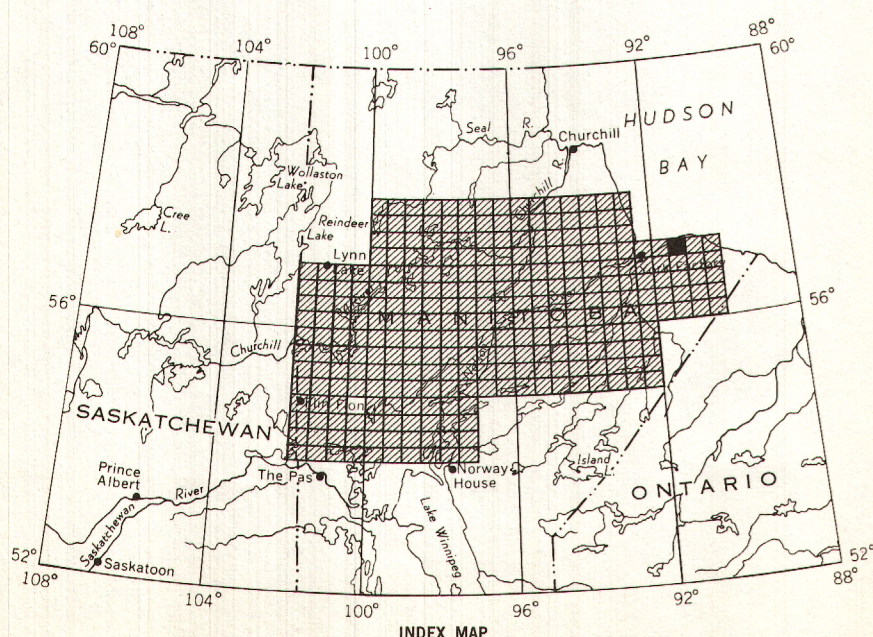 108°
60°
104°
100°
96°
92°
88°
60°
HUDSON
BAY
Seal R.
Churchill
Churchill R.
Wollaston
Lake
Cree
L.
Reindeer
Lake
Lynn
Lake
56°
56°
MANITOBA
Churchill
Nelson
Flin Flon
SASKATCHEWAN
Prince
Albert
River
The Pas
Norway
House
Island
L.
ONTARIO
Saskatchewan
Lake Winnipeg
Saskatoon
52°
108°
104°
100°
96°
92°
52°
88°
INDEX MAP